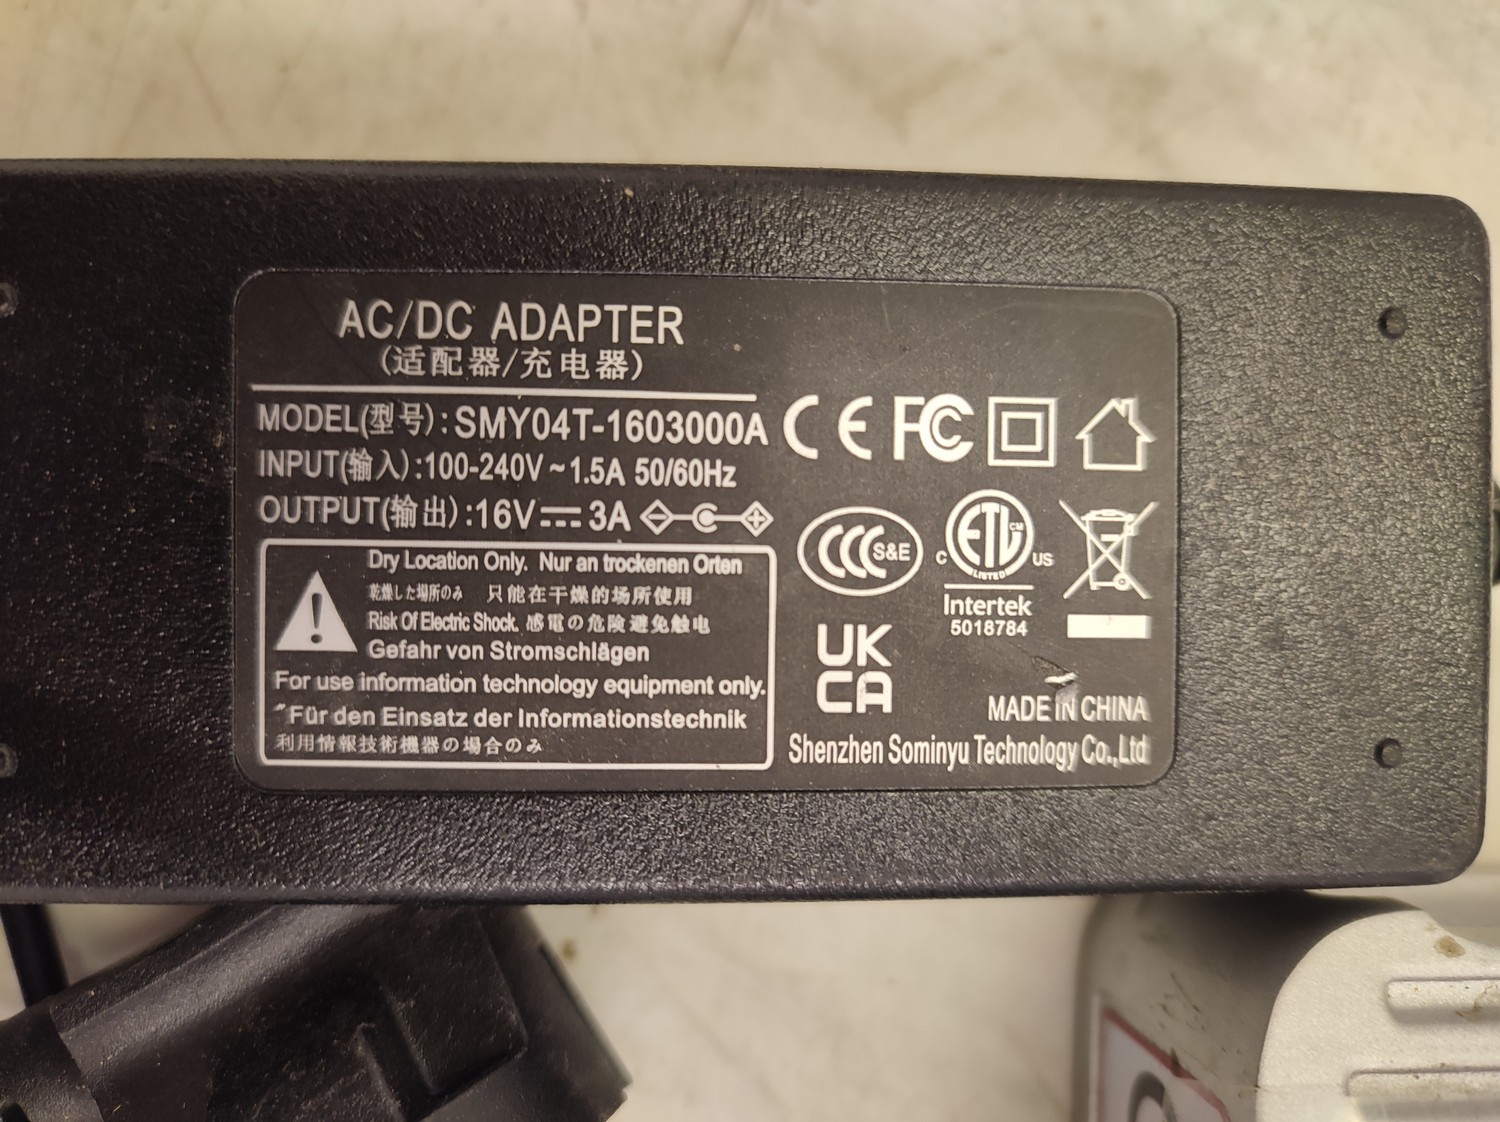 AC/DC ADAPTER
(适配器/充电器)
MODEL(型号):SMY04T-1603000A
INPUT(输入):100-240V~1.5A 50/60Hz
OUTPUT(输出):16V⎓3A
Dry Location Only. Nur an trockenen Orten
乾燥した場所のみ 只能在干燥的场所使用
Risk Of Electric Shock. 感電の危険 避免触电
Gefahr von Stromschlägen
For use information technology equipment only.
Für den Einsatz der Informationstechnik
利用情報技術機器の場合のみ
CE FC
CCC S&E
C ETL CM LISTED US
Intertek
5018784
UK
CA
MADE IN CHINA
Shenzhen Sominyu Technology Co.,Ltd